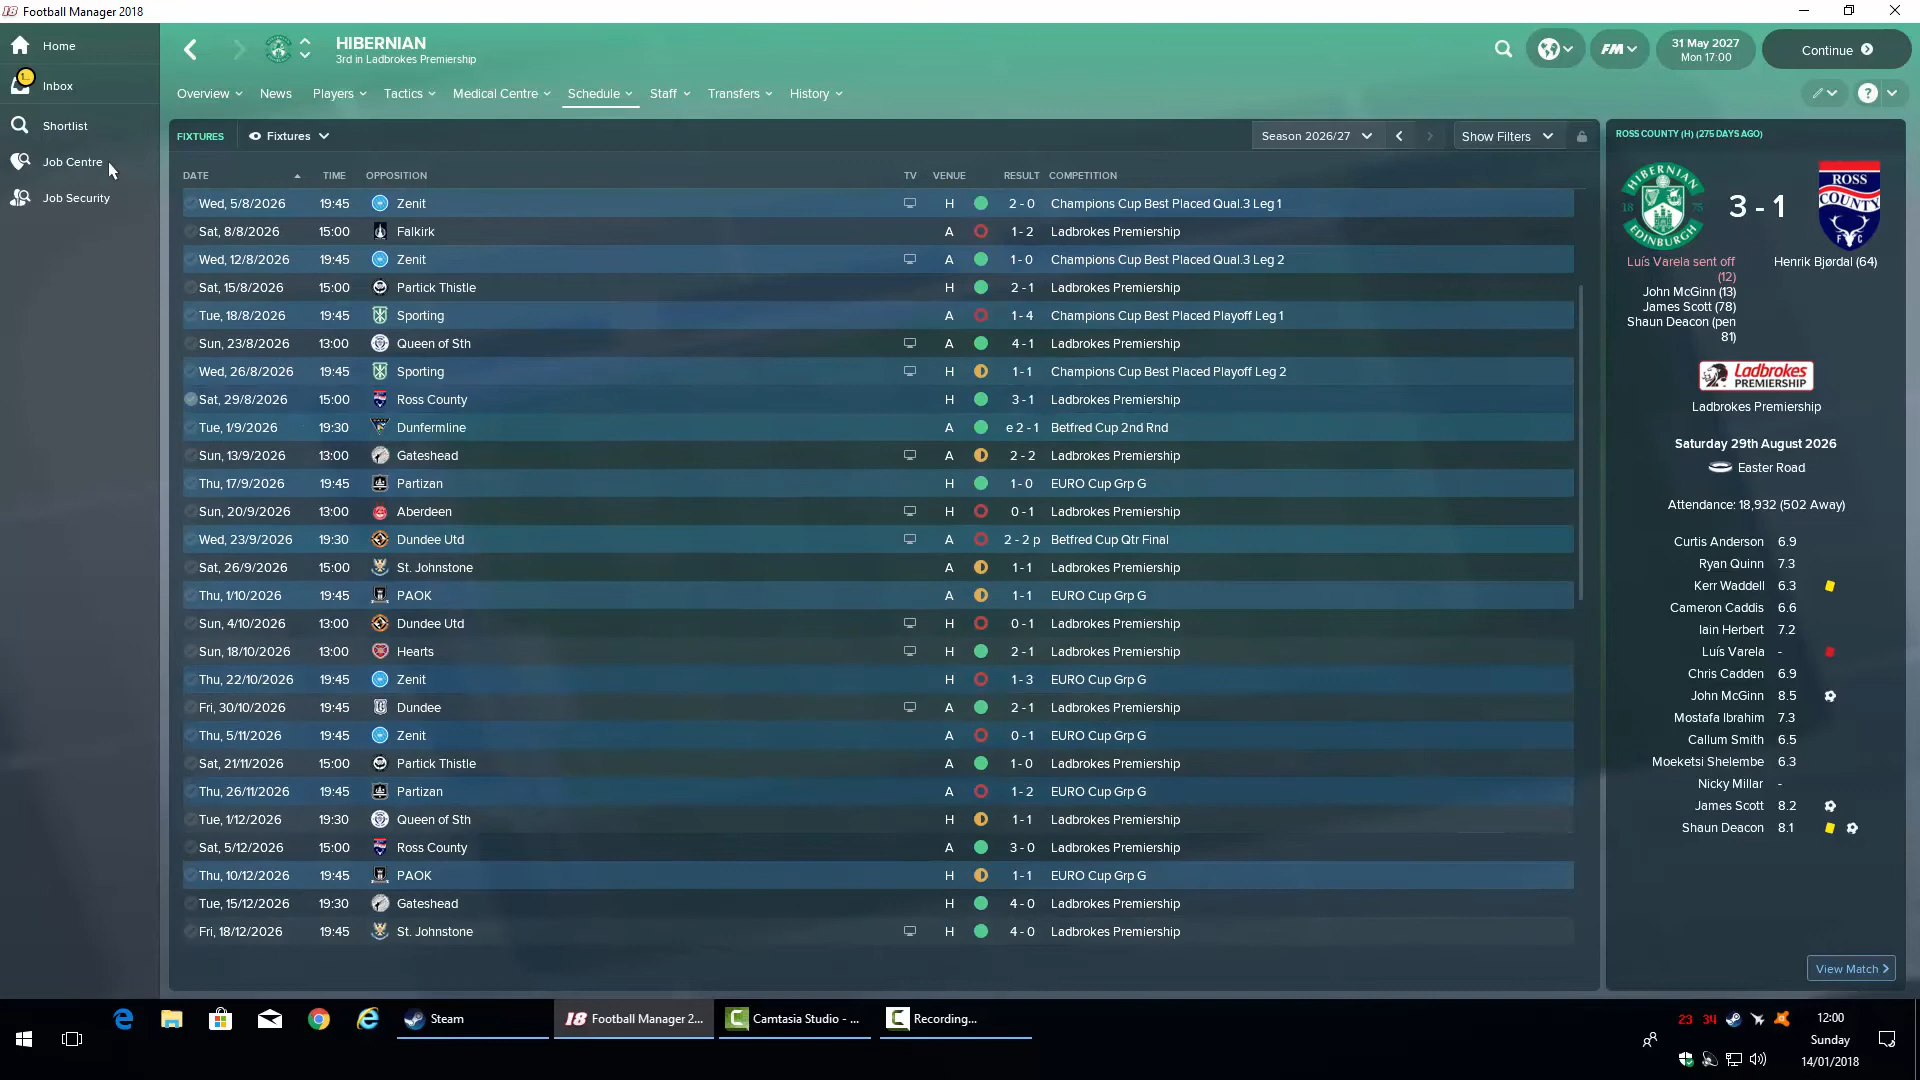 Football Manager 2018
Home
Inbox
Shortlist
Job Centre
Job Security
HIBERNIAN
3rd in Ladbrokes Premiership
FM
31 May 2027
Mon 17:00
Continue
Overview News Players Tactics Medical Centre Schedule Staff Transfers History
?
FIXTURES Fixtures Season 2026/27 Show Filters
DATE TIME OPPOSITION TV VENUE RESULT COMPETITION
Wed, 5/8/2026 19:45 Zenit H 2 - 0 Champions Cup Best Placed Qual.3 Leg 1
Sat, 8/8/2026 15:00 Falkirk A 1 - 2 Ladbrokes Premiership
Wed, 12/8/2026 19:45 Zenit A 1 - 0 Champions Cup Best Placed Qual.3 Leg 2
Sat, 15/8/2026 15:00 Partick Thistle H 2 - 1 Ladbrokes Premiership
Tue, 18/8/2026 19:45 Sporting A 1 - 4 Champions Cup Best Placed Playoff Leg 1
Sun, 23/8/2026 13:00 Queen of Sth A 4 - 1 Ladbrokes Premiership
Wed, 26/8/2026 19:45 Sporting H 1 - 1 Champions Cup Best Placed Playoff Leg 2
Sat, 29/8/2026 15:00 Ross County H 3 - 1 Ladbrokes Premiership
Tue, 1/9/2026 19:30 Dunfermline A e 2 - 1 Betfred Cup 2nd Rnd
Sun, 13/9/2026 13:00 Gateshead A 2 - 2 Ladbrokes Premiership
Thu, 17/9/2026 19:45 Partizan H 1 - 0 EURO Cup Grp G
Sun, 20/9/2026 13:00 Aberdeen H 0 - 1 Ladbrokes Premiership
Wed, 23/9/2026 19:30 Dundee Utd A 2 - 2 p Betfred Cup Qtr Final
Sat, 26/9/2026 15:00 St. Johnstone A 1 - 1 Ladbrokes Premiership
Thu, 1/10/2026 19:45 PAOK A 1 - 1 EURO Cup Grp G
Sun, 4/10/2026 13:00 Dundee Utd H 0 - 1 Ladbrokes Premiership
Sun, 18/10/2026 13:00 Hearts H 2 - 1 Ladbrokes Premiership
Thu, 22/10/2026 19:45 Zenit H 1 - 3 EURO Cup Grp G
Fri, 30/10/2026 19:45 Dundee A 2 - 1 Ladbrokes Premiership
Thu, 5/11/2026 19:45 Zenit A 0 - 1 EURO Cup Grp G
Sat, 21/11/2026 15:00 Partick Thistle A 1 - 0 Ladbrokes Premiership
Thu, 26/11/2026 19:45 Partizan A 1 - 2 EURO Cup Grp G
Tue, 1/12/2026 19:30 Queen of Sth H 1 - 1 Ladbrokes Premiership
Sat, 5/12/2026 15:00 Ross County A 3 - 0 Ladbrokes Premiership
Thu, 10/12/2026 19:45 PAOK H 1 - 1 EURO Cup Grp G
Tue, 15/12/2026 19:30 Gateshead H 4 - 0 Ladbrokes Premiership
Fri, 18/12/2026 19:45 St. Johnstone H 4 - 0 Ladbrokes Premiership
ROSS COUNTY (H) (275 DAYS AGO)
HIBERNIAN
18 75
EDINBURGH
3 - 1
ROSS
COUNTY
F C
Luís Varela sent off
(12)
John McGinn (13)
James Scott (78)
Shaun Deacon (pen
81)
Henrik Bjørdal (64)
Ladbrokes
PREMIERSHIP
Ladbrokes Premiership
Saturday 29th August 2026
Easter Road
Attendance: 18,932 (502 Away)
Curtis Anderson 6.9
Ryan Quinn 7.3
Kerr Waddell 6.3
Cameron Caddis 6.6
Iain Herbert 7.2
Luís Varela -
Chris Cadden 6.9
John McGinn 8.5
Mostafa Ibrahim 7.3
Callum Smith 6.5
Moeketsi Shelembe 6.3
Nicky Millar -
James Scott 8.2
Shaun Deacon 8.1
View Match
Steam
18 Football Manager 2...
Camtasia Studio - ...
Recording...
23 34
12:00
Sunday
14/01/2018